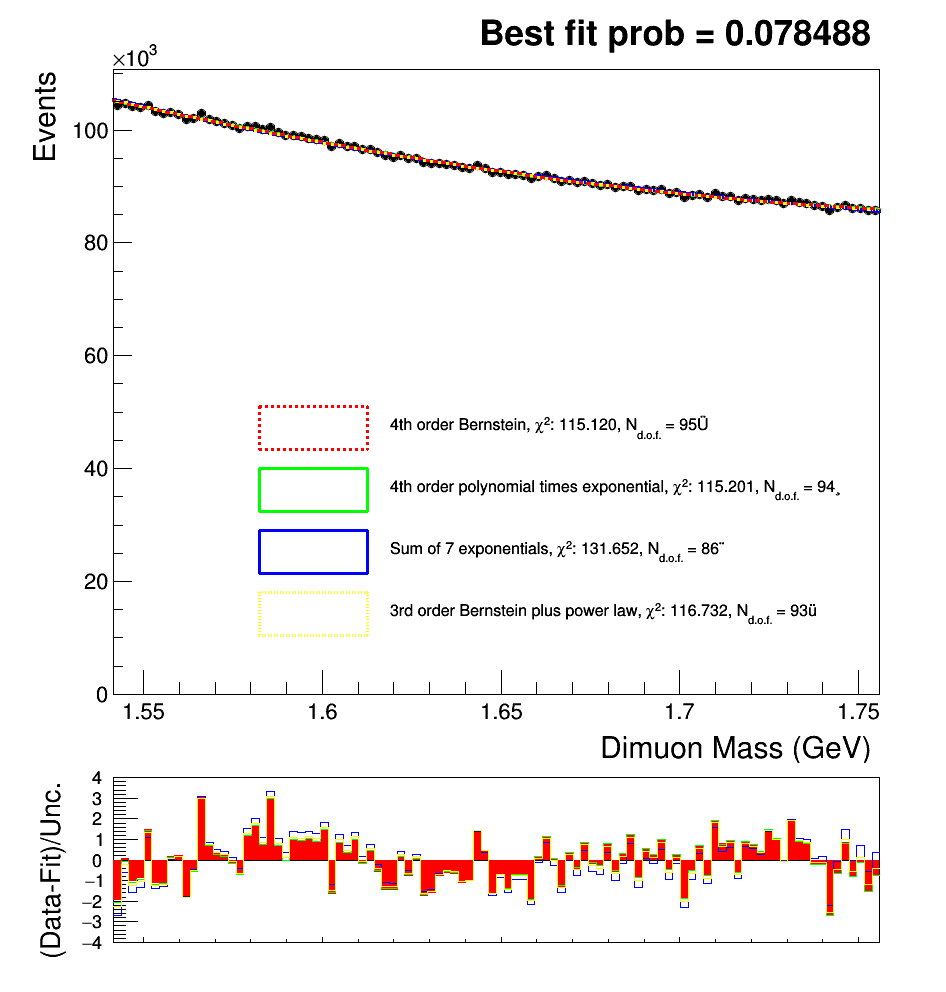 Best fit prob = 0.078488
×10³
Events
100
80
60
40
20
0
4th order Bernstein, χ²: 115.120, N_d.o.f. = 95Ü
4th order polynomial times exponential, χ²: 115.201, N_d.o.f. = 94¸
Sum of 7 exponentials, χ²: 131.652, N_d.o.f. = 86¨
3rd order Bernstein plus power law, χ²: 116.732, N_d.o.f. = 93ü
1.55 1.6 1.65 1.7 1.75
Dimuon Mass (GeV)
(Data-Fit)/Unc.
4
3
2
1
0
−1
−2
−3
−4